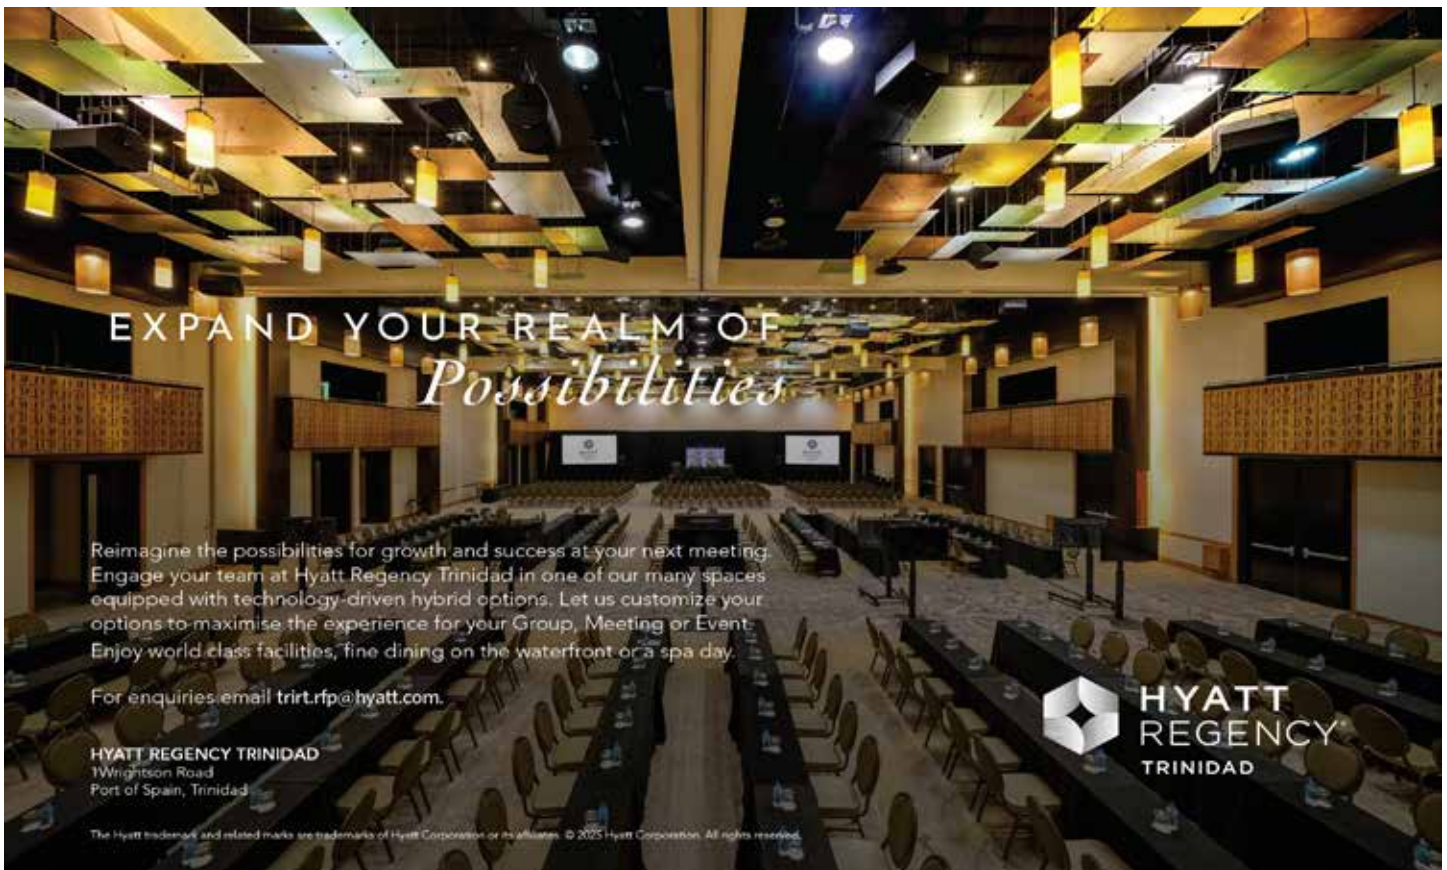 EXPAND YOUR REALM OF
Possibilities
Reimagine the possibilities for growth and success at your next meeting.
Engage your team at Hyatt Regency Trinidad in one of our many spaces
equipped with technology-driven hybrid options. Let us customize your
options to maximise the experience for your Group, Meeting or Event.
Enjoy world class facilities, fine dining on the waterfront or a spa day.
For enquiries email trirt.rfp@hyatt.com.
HYATT REGENCY TRINIDAD
1Wrightson Road
Port of Spain, Trinidad
The Hyatt trademark and related marks are trademarks of Hyatt Corporation or its affiliates. © 2025 Hyatt Corporation. All rights reserved.
HYATT
REGENCY®
TRINIDAD